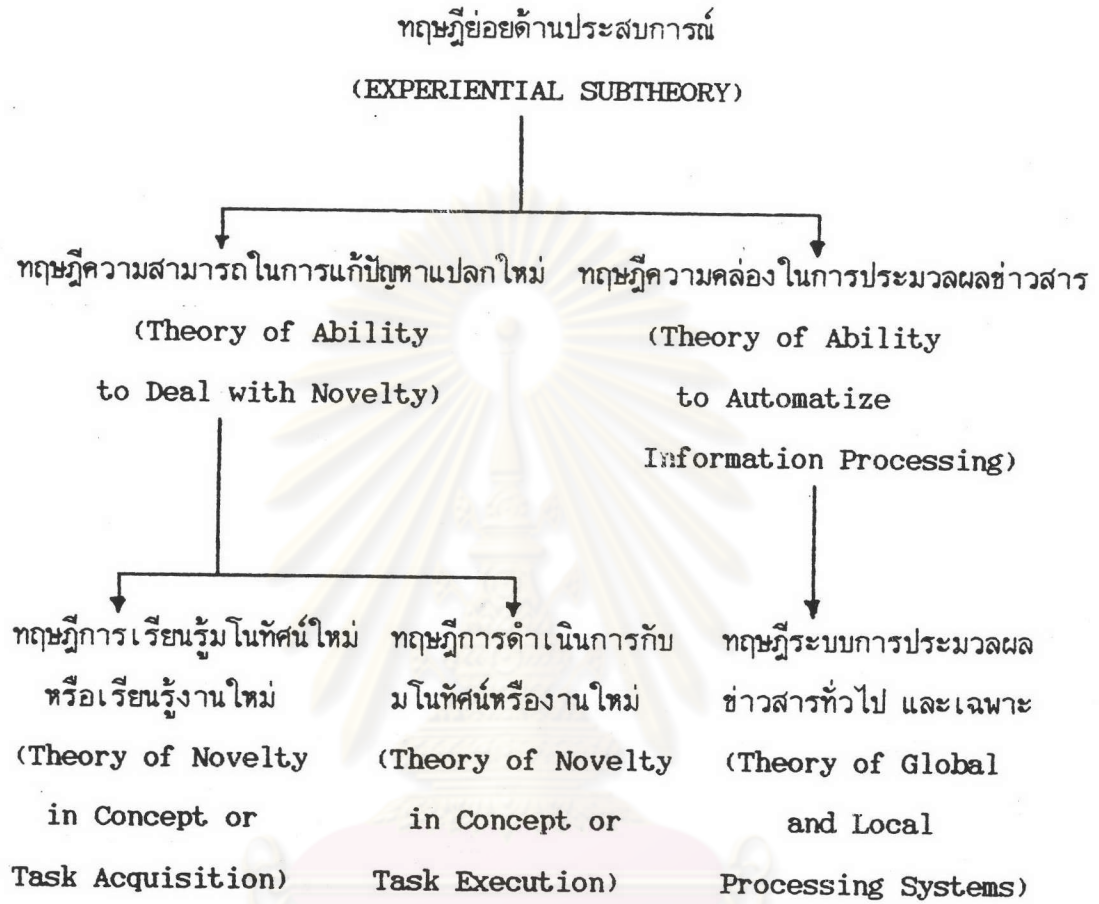 ทฤษฎีย่อยด้านประสบการณ์
(EXPERIENTIAL SUBTHEORY)
ทฤษฎีความสามารถในการแก้ปัญหาแปลกใหม่
(Theory of Ability
to Deal with Novelty)
ทฤษฎีความคล่องในการประมวลผลข่าวสาร
(Theory of Ability
to Automatize
Information Processing)
ทฤษฎีการเรียนรู้มโนทัศน์ใหม่
หรือเรียนรู้งานใหม่
(Theory of Novelty
in Concept or
Task Acquisition)
ทฤษฎีการดำเนินการกับ
มโนทัศน์หรืองานใหม่
(Theory of Novelty
in Concept or
Task Execution)
ทฤษฎีระบบการประมวลผล
ข่าวสารทั่วไป และเฉพาะ
(Theory of Global
and Local
Processing Systems)